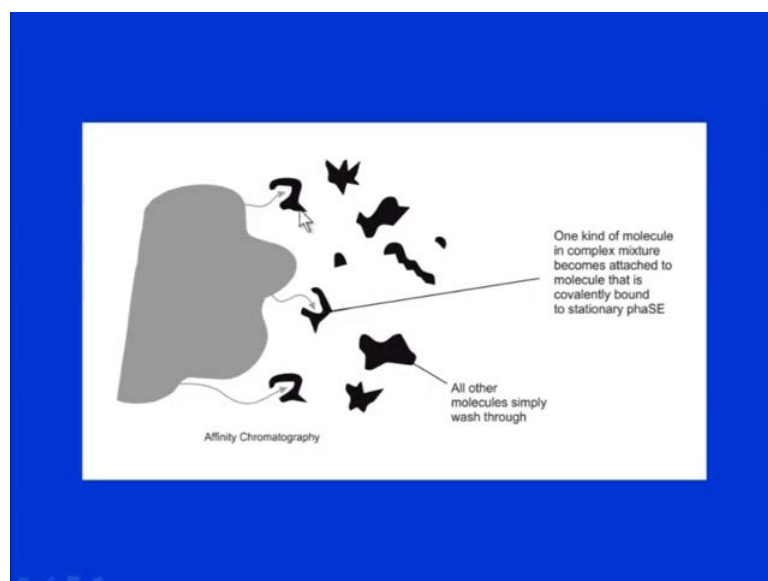 One kind of molecule
in complex mixture
becomes attached to
molecule that is
covalently bound
to stationary phaSE
All other
molecules simply
wash through
Affinity Chromatography